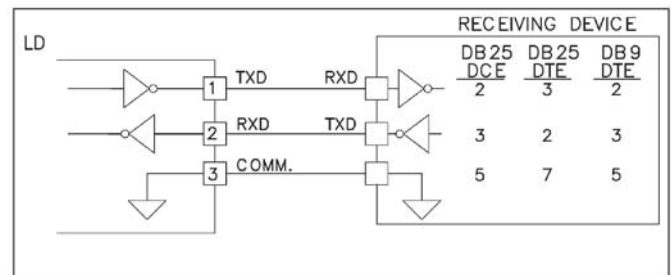 RECEIVING DEVICE
LD
DB25 DB25 DB9
DCE DTE DTE
1 TXD RXD 2 3 2
2 RXD TXD 3 2 3
3 COMM. 5 7 5